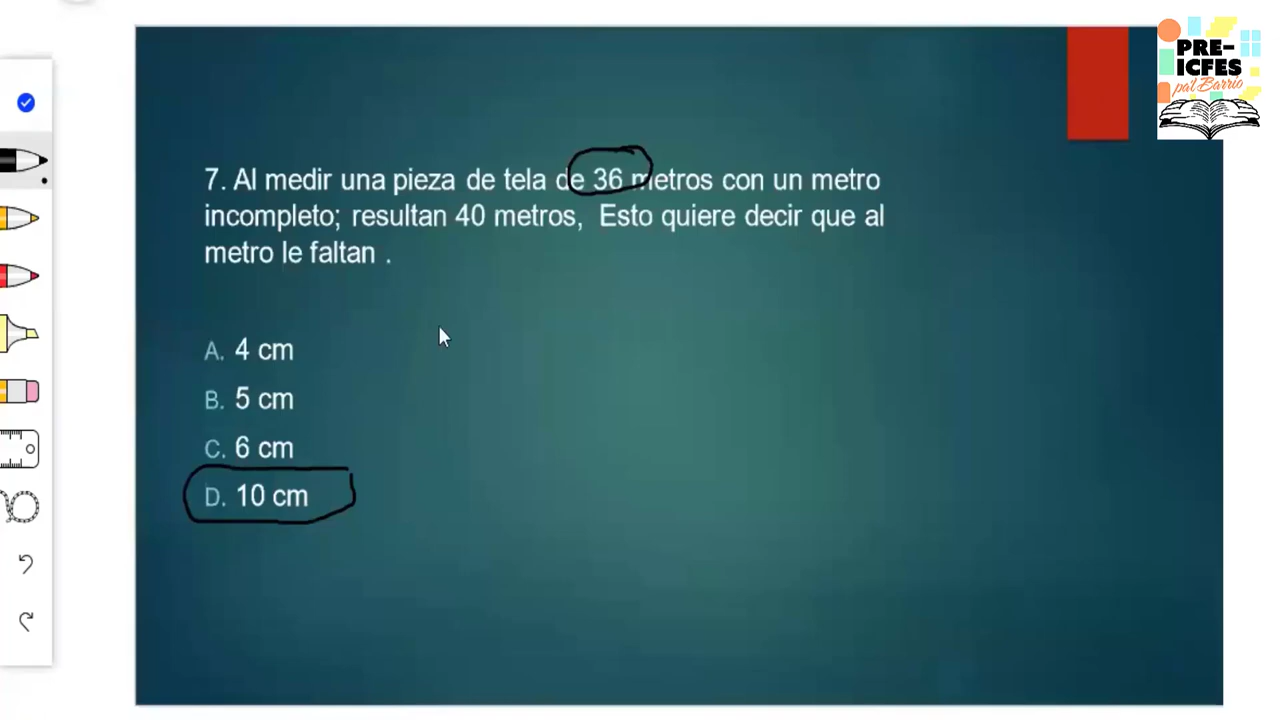 PRE-
ICFES
pa'l Barrio
7. Al medir una pieza de tela de 36 metros con un metro
incompleto; resultan 40 metros, Esto quiere decir que al
metro le faltan .
A. 4 cm
B. 5 cm
C. 6 cm
D. 10 cm